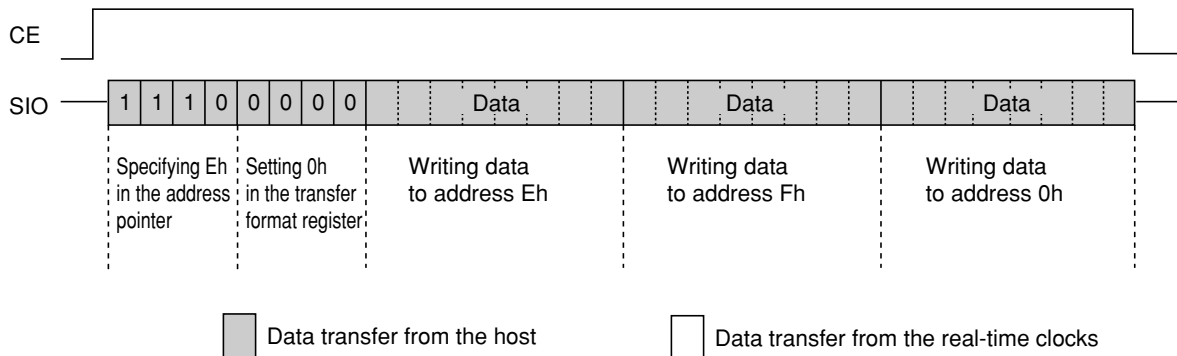 CE
SIO
1 1 1 0 0 0 0 0 Data Data Data
Specifying Eh
in the address
pointer
Setting 0h
in the transfer
format register
Writing data
to address Eh
Writing data
to address Fh
Writing data
to address 0h
Data transfer from the host
Data transfer from the real-time clocks